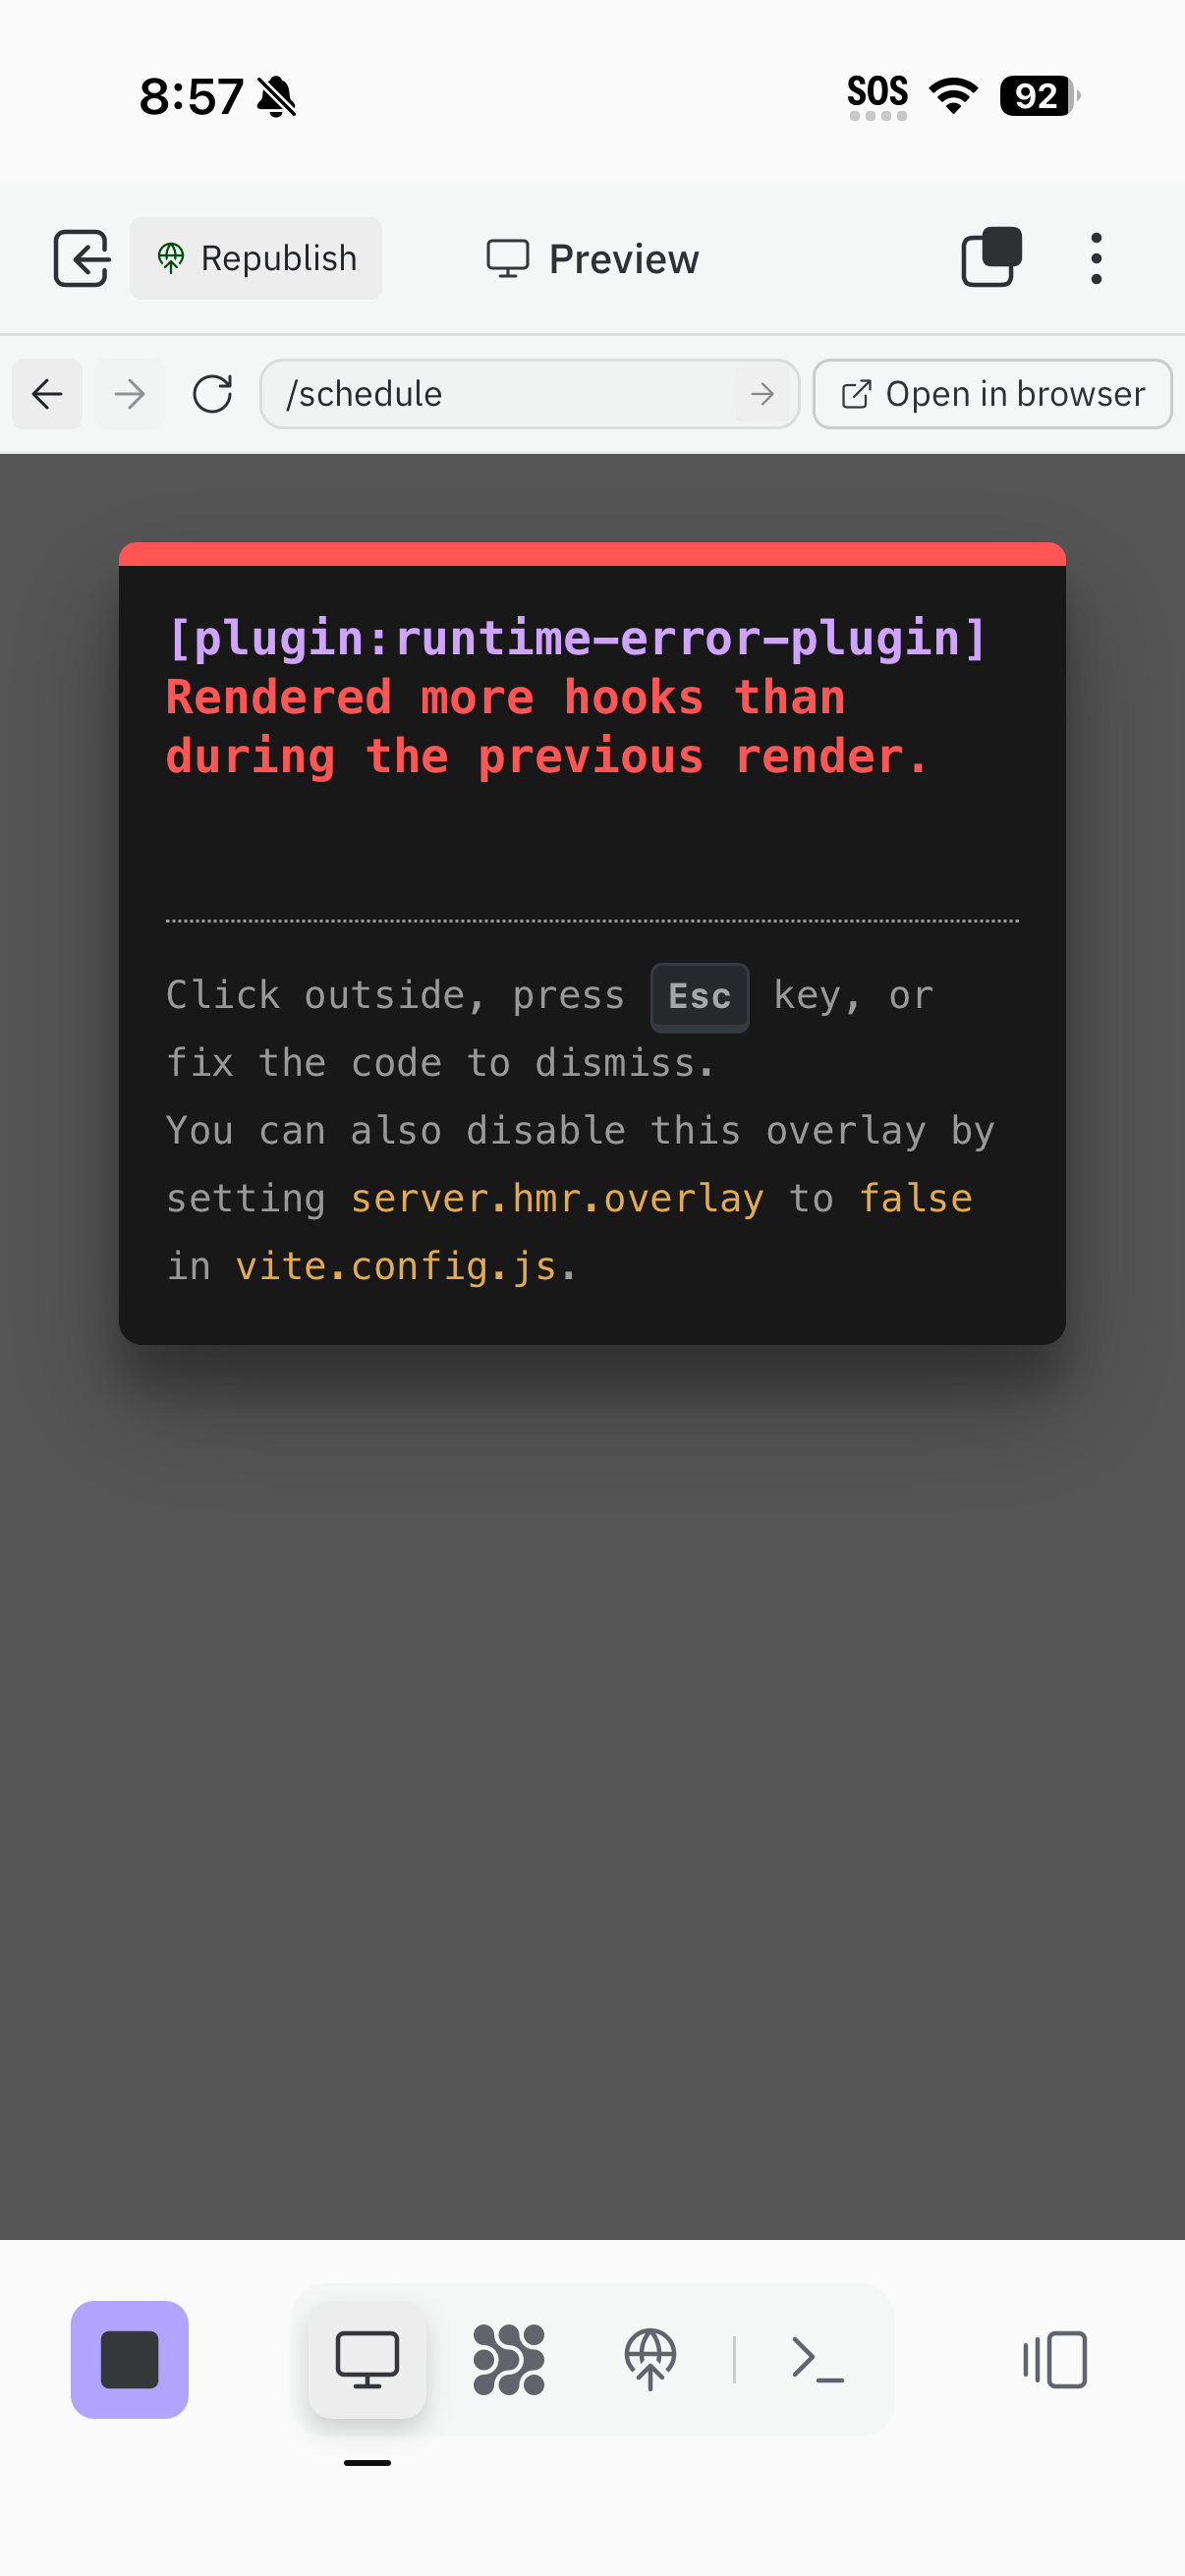 8:57 SOS 92
Republish Preview
/schedule Open in browser
[plugin:runtime-error-plugin]
Rendered more hooks than
during the previous render.
Click outside, press Esc key, or
fix the code to dismiss.
You can also disable this overlay by
setting server.hmr.overlay to false
in vite.config.js.